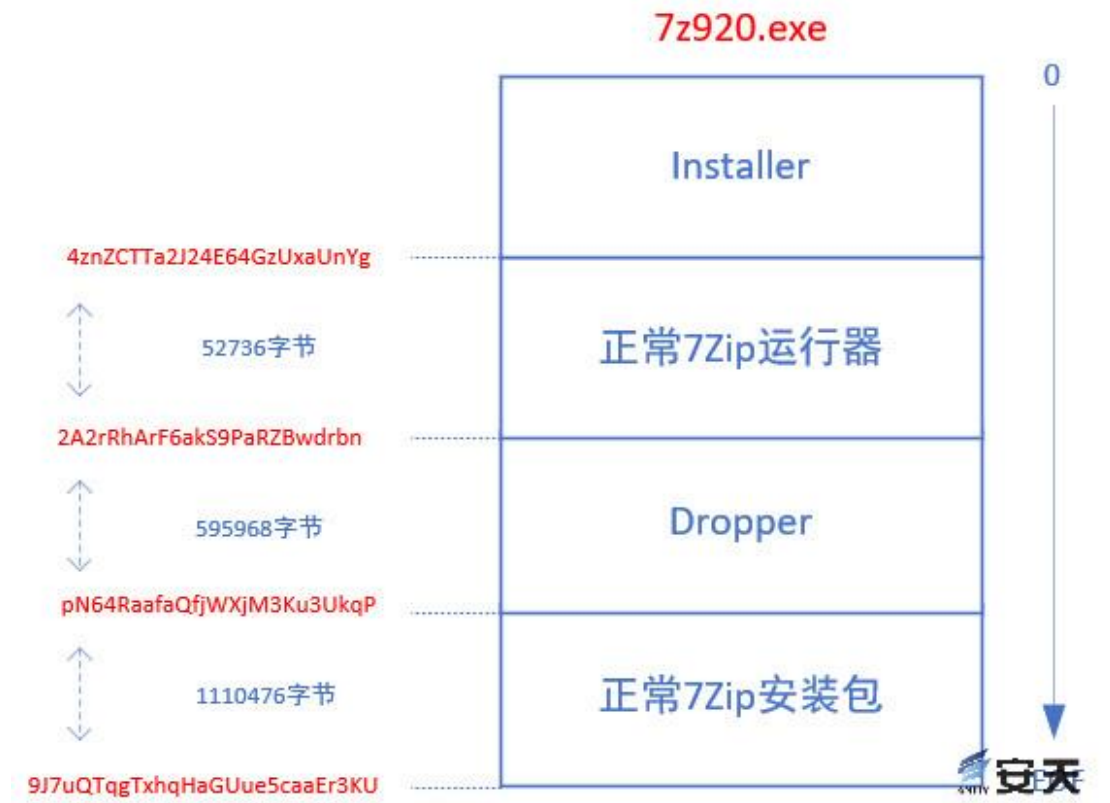 7z920.exe
0
Installer
4znZCTTa2J24E64GzUxaUnYg
52736字节
正常7Zip运行器
2A2rRhArF6akS9PaRZBwdrbn
595968字节
Dropper
pN64RaafaQfjWXjM3Ku3UkqP
1110476字节
正常7Zip安装包
9J7uQTqgTxhqHaGUue5caaEr3KU
安天